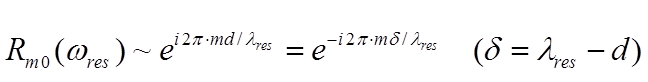 R_{m0}(ω_{res}) ~ e^{i2π·md/λ_{res}} = e^{-i2π·mδ/λ_{res}} (δ = λ_{res} − d)